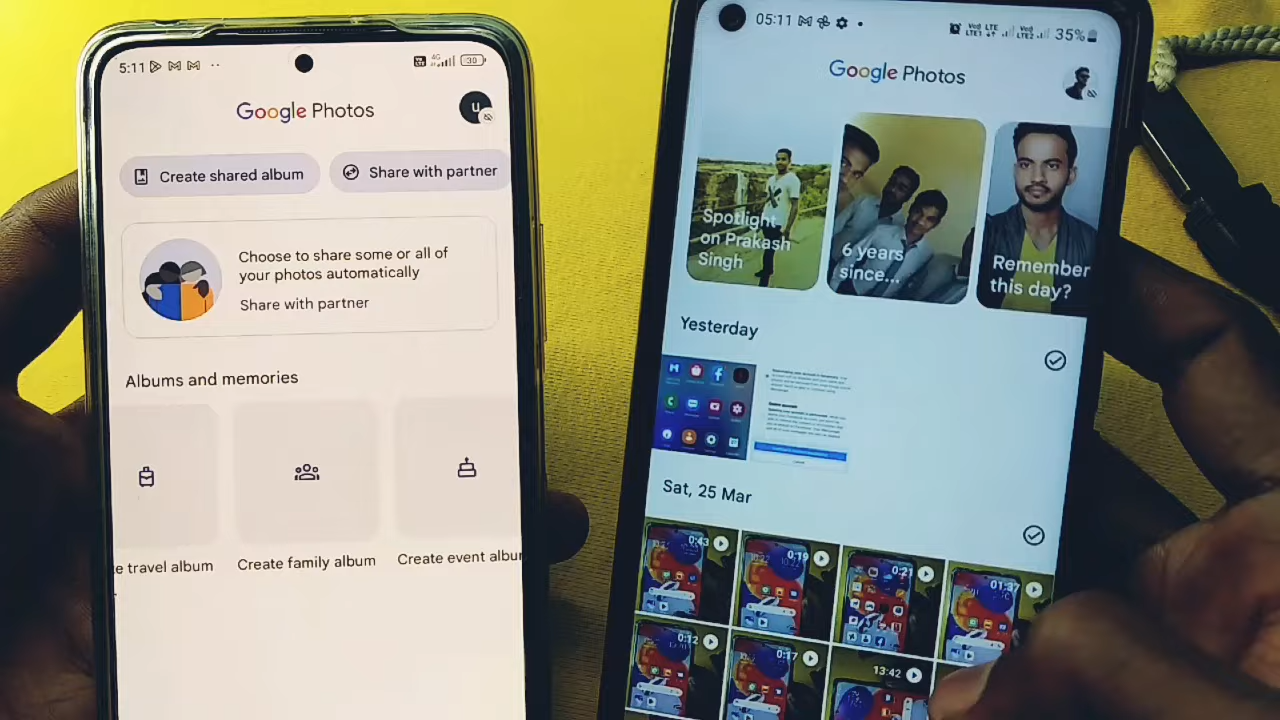 5:11
30
Google Photos
u
Create shared album
Share with partner
Choose to share some or all of
your photos automatically
Share with partner
Albums and memories
te travel album
Create family album
Create event albur
05:11
35%
Google Photos
Spotlight
on Prakash
Singh
6 years
since...
Remember
this day?
Yesterday
Sat, 25 Mar
0:43
0:19
0:21
01:37
0:12
0:17
13:42